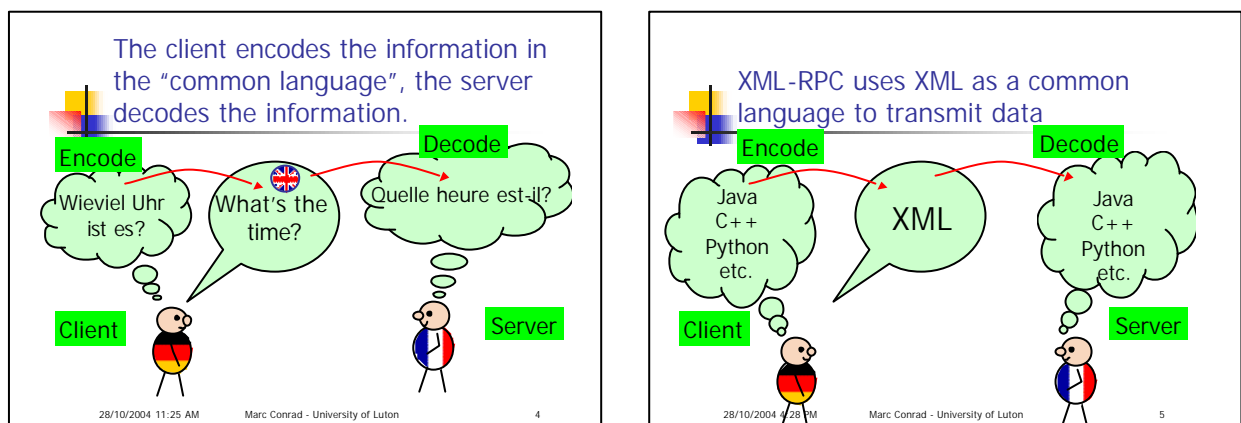 The client encodes the information in
the “common language”, the server
decodes the information.
Encode
Decode
Wieviel Uhr
ist es?
What's the
time?
Quelle heure est-il?
Client
Server
28/10/2004 11:25 AM
Marc Conrad - University of Luton
4
XML-RPC uses XML as a common
language to transmit data
Encode
Decode
Java
C++
Python
etc.
XML
Java
C++
Python
etc.
Client
Server
28/10/2004 4:28 PM
Marc Conrad - University of Luton
5